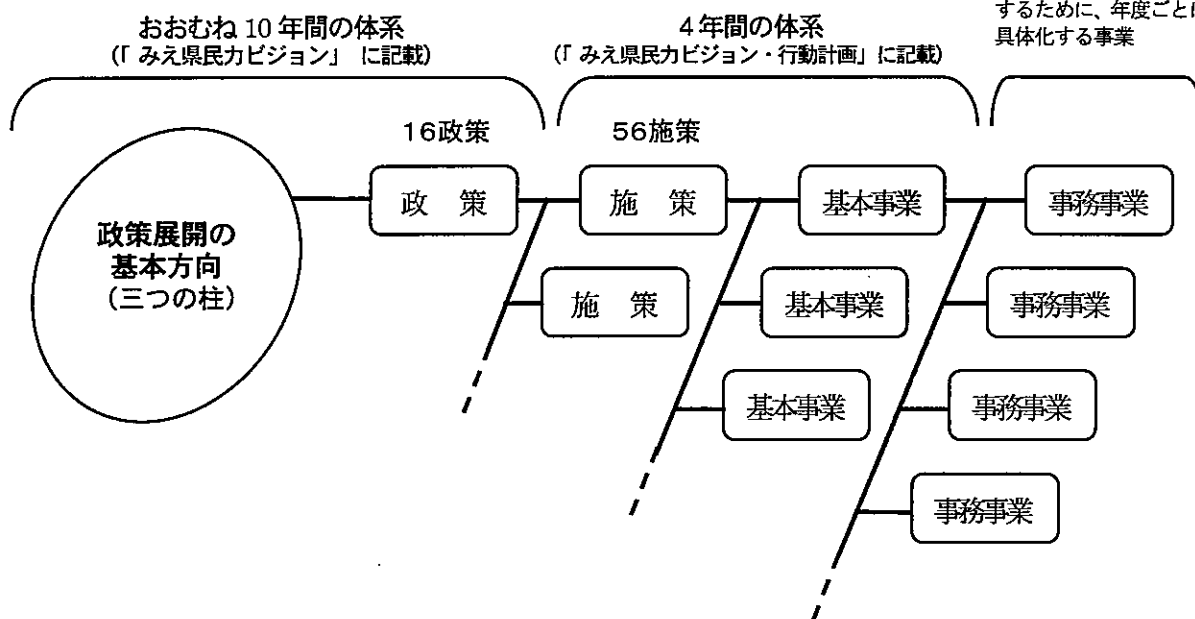 おおむね 10 年間の体系
(「 みえ県民力ビジョン」 に記載)
4年間の体系
(「 みえ県民力ビジョン・行動計画」に記載)
するために、年度ごとに
具体化する事業
16政策
56施策
政策展開の
基本方向
(三つの柱)
政 策
施 策
基本事業
事務事業
施 策
基本事業
事務事業
基本事業
事務事業
事務事業